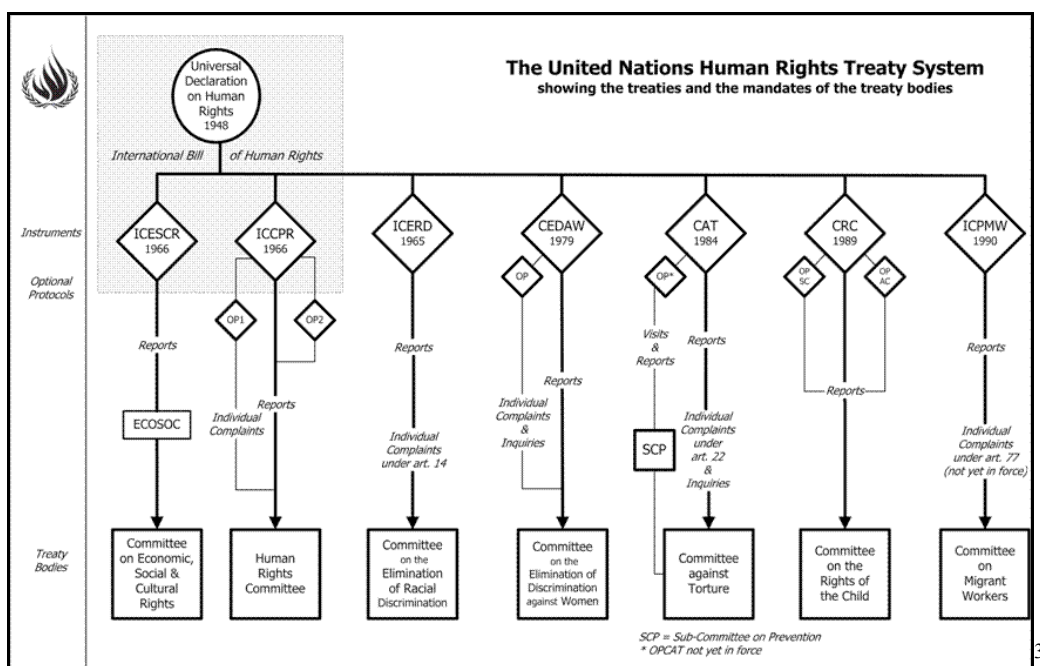 Universal
Declaration
on Human
Rights
1948
The United Nations Human Rights Treaty System
showing the treaties and the mandates of the treaty bodies
International Bill of Human Rights
Instruments
ICESCR
1966
ICCPR
1966
ICERD
1965
CEDAW
1979
CAT
1984
CRC
1989
ICPMW
1990
Optional
Protocols
OP1
OP2
OP
OP*
OP
SC
OP
AC
Reports
Reports
Reports
Reports
Visits
&
Reports
Reports
Reports
Reports
ECOSOC
Individual
Complaints
Individual
Complaints
under art. 14
Individual
Complaints
&
Inquiries
SCP
Individual
Complaints
under
art. 22
&
Inquiries
Individual
Complaints
under art. 77
(not yet in force)
Treaty
Bodies
Committee
on Economic,
Social &
Cultural
Rights
Human
Rights
Committee
Committee
on the
Elimination
of Racial
Discrimination
Committee
on the
Elimination of
Discrimination
against Women
Committee
against
Torture
Committee
on the
Rights of
the Child
Committee
on
Migrant
Workers
SCP = Sub-Committee on Prevention
* OPCAT not yet in force
3